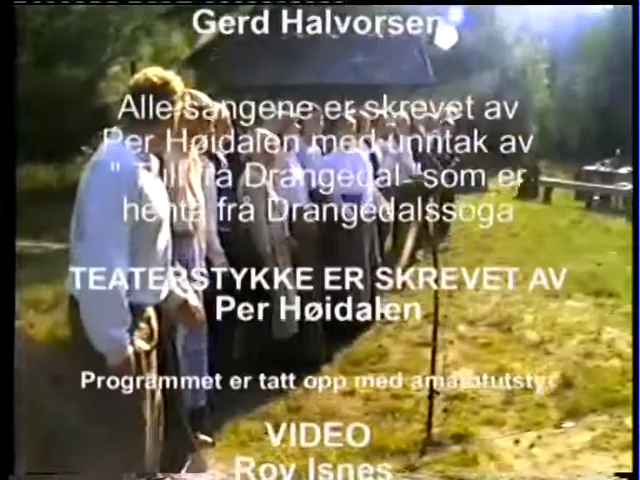 Gerd Halvorsen
Alle sangene er skrevet av
Per Høidalen med unntak av
frå Drangedal" som er
henta frå Drangedalssoga
TEATERSTYKKE ER SKREVET AV
Per Høidalen
Programmet er tatt opp med amatøtutstyr
VIDEO
Roy Isnes